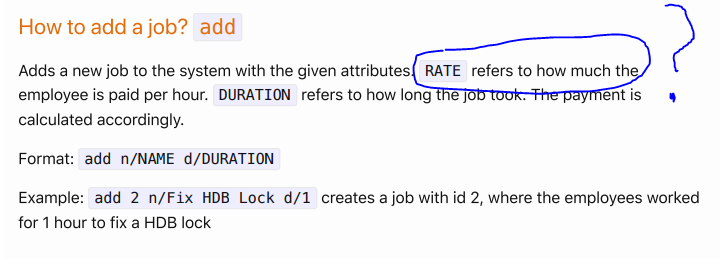 How to add a job? add
Adds a new job to the system with the given attributes. RATE refers to how much the
employee is paid per hour. DURATION refers to how long the job took. The payment is
calculated accordingly.
Format: add n/NAME d/DURATION
Example: add 2 n/Fix HDB Lock d/1 creates a job with id 2, where the employees worked
for 1 hour to fix a HDB lock
?